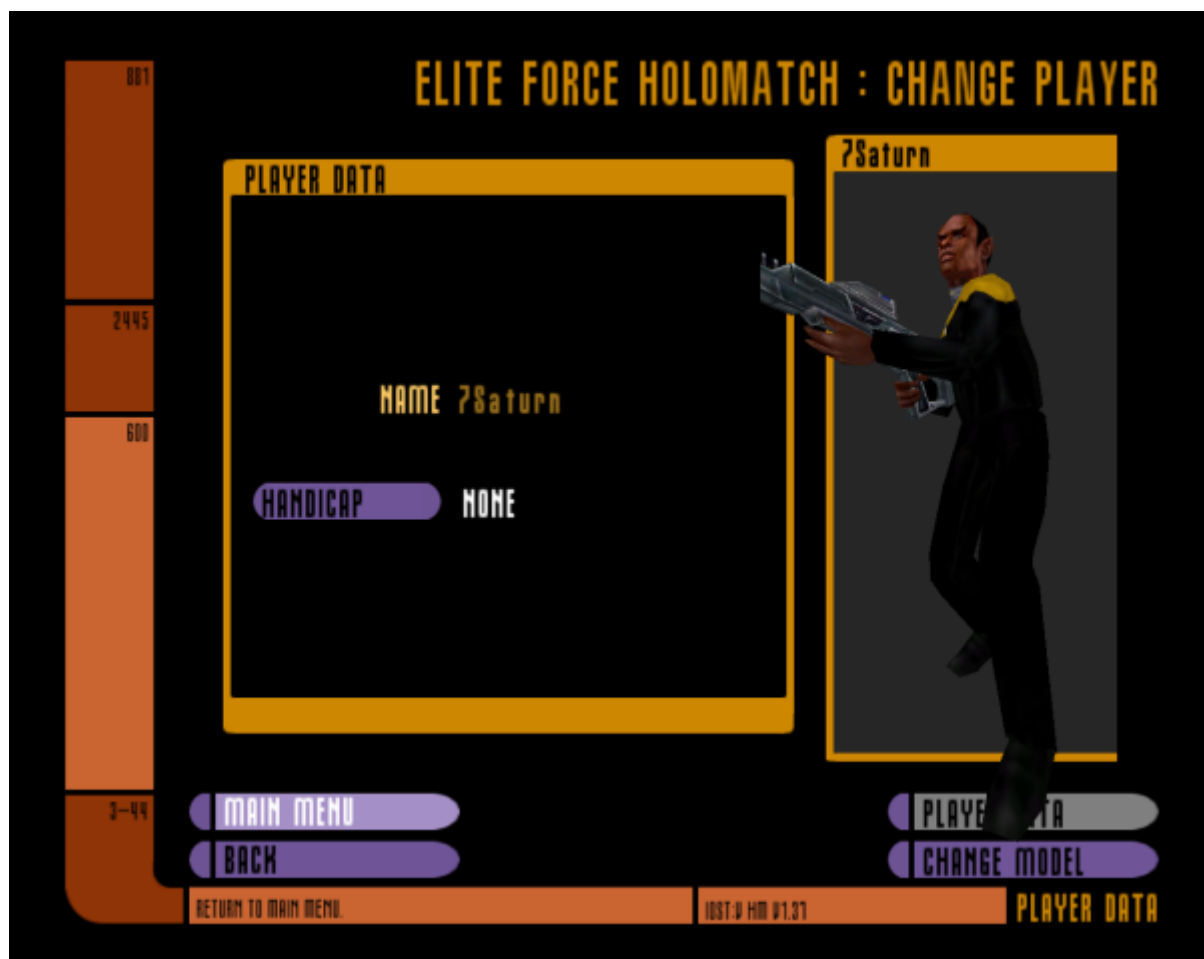 801
ELITE FORCE HOLOMATCH : CHANGE PLAYER
7Saturn
PLAYER DATA
2445
NAME 7Saturn
600
HANDICAP NONE
3-44
MAIN MENU
BACK
CHANGE MODEL
RETURN TO MAIN MENU.
IOST:V HM V1.37
PLAYER DATA